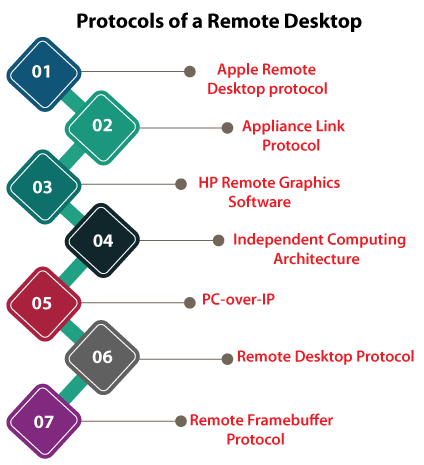 Protocols of a Remote Desktop
01
Apple Remote
Desktop protocol
02
Appliance Link
Protocol
03
HP Remote Graphics
Software
04
Independent Computing
Architecture
05
PC-over-IP
06
Remote Desktop Protocol
07
Remote Framebuffer
Protocol